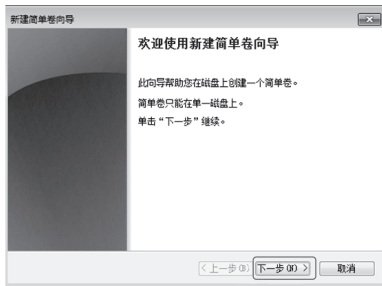 新建简单卷向导
欢迎使用新建简单卷向导
此向导帮助您在磁盘上创建一个简单卷。
简单卷只能在单一磁盘上。
单击“下一步”继续。
<上一步(B) 下一步(N) > 取消